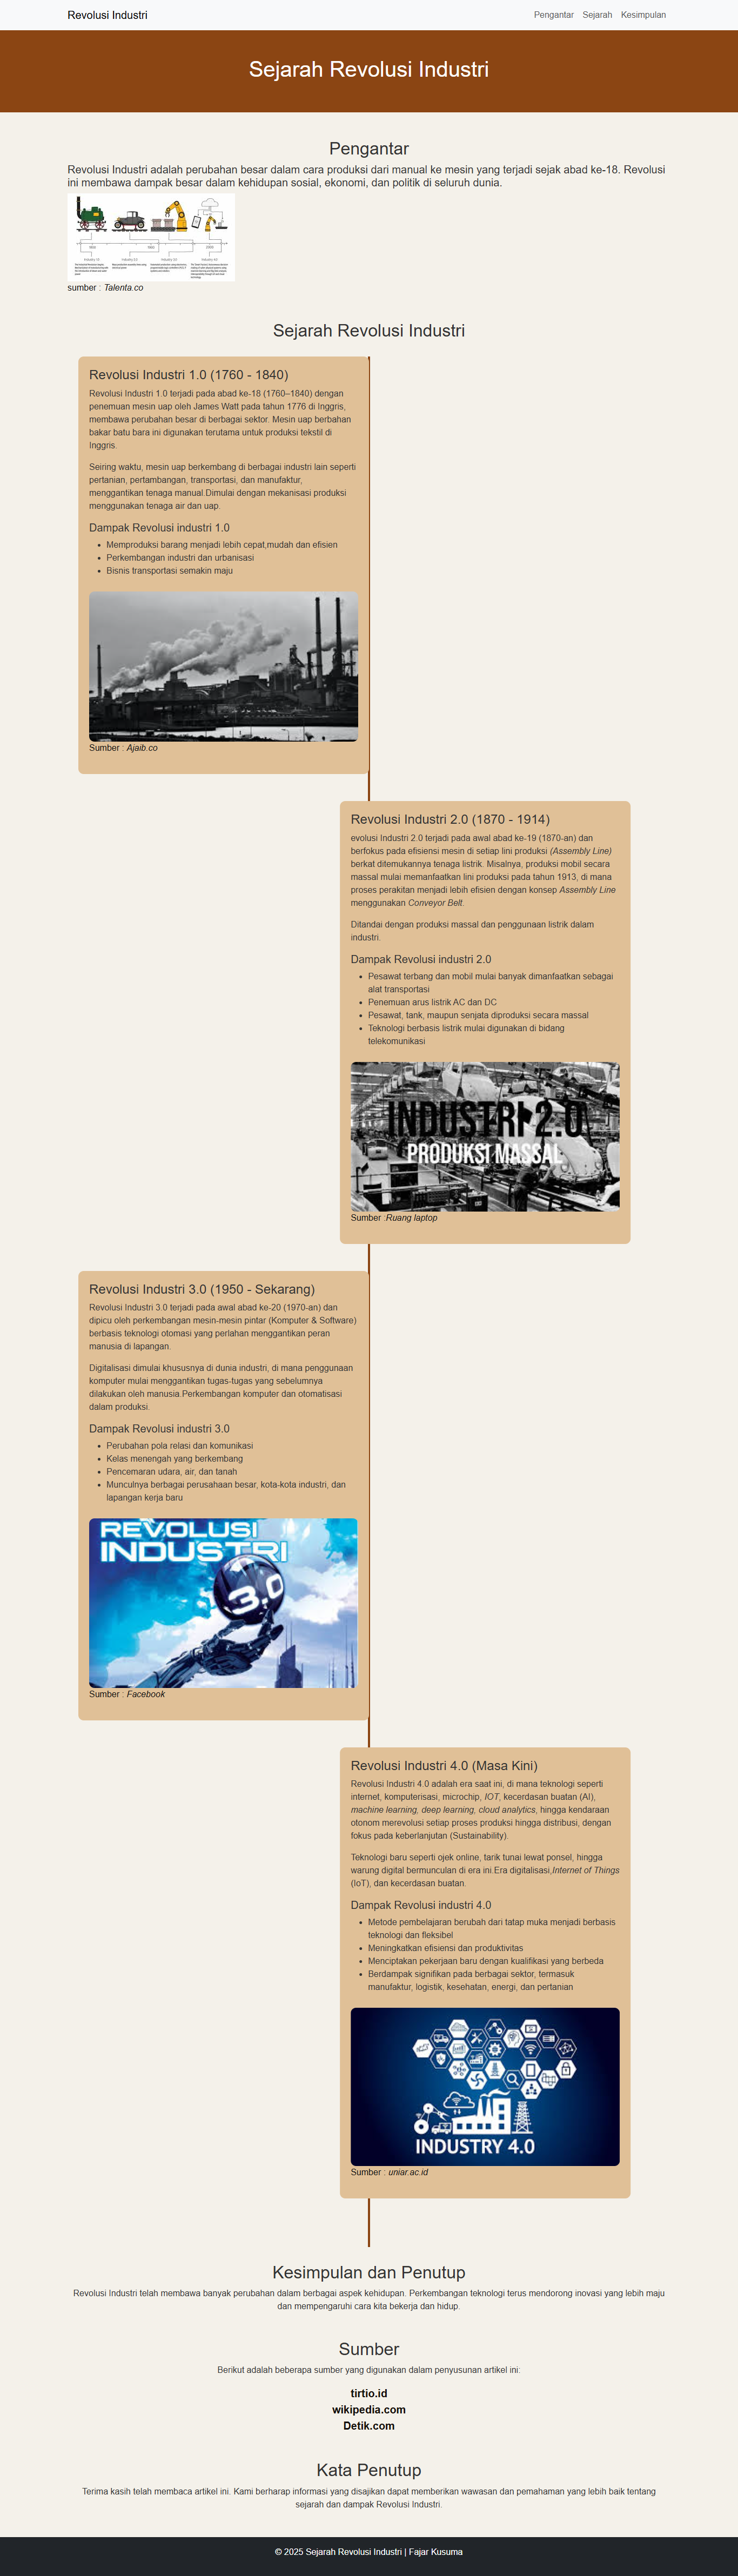 Revolusi Industri
Pengantar Sejarah Kesimpulan
Sejarah Revolusi Industri
Pengantar
Revolusi Industri adalah perubahan besar dalam cara produksi dari manual ke mesin yang terjadi sejak abad ke-18. Revolusi
ini membawa dampak besar dalam kehidupan sosial, ekonomi, dan politik di seluruh dunia.
sumber : Talenta.co
Sejarah Revolusi Industri
Revolusi Industri 1.0 (1760 - 1840)
Revolusi Industri 1.0 terjadi pada abad ke-18 (1760–1840) dengan
penemuan mesin uap oleh James Watt pada tahun 1776 di Inggris,
membawa perubahan besar di berbagai sektor. Mesin uap berbahan
bakar batu bara ini digunakan terutama untuk produksi tekstil di
Inggris.
Seiring waktu, mesin uap berkembang di berbagai industri lain seperti
pertanian, pertambangan, transportasi, dan manufaktur,
menggantikan tenaga manual.Dimulai dengan mekanisasi produksi
menggunakan tenaga air dan uap.
Dampak Revolusi industri 1.0
• Memproduksi barang menjadi lebih cepat,mudah dan efisien
• Perkembangan industri dan urbanisasi
• Bisnis transportasi semakin maju
Sumber : Ajaib.co
Revolusi Industri 2.0 (1870 - 1914)
evolusi Industri 2.0 terjadi pada awal abad ke-19 (1870-an) dan
berfokus pada efisiensi mesin di setiap lini produksi (Assembly Line)
berkat ditemukannya tenaga listrik. Misalnya, produksi mobil secara
massal mulai memanfaatkan lini produksi pada tahun 1913, di mana
proses perakitan menjadi lebih efisien dengan konsep Assembly Line
menggunakan Conveyor Belt.
Ditandai dengan produksi massal dan penggunaan listrik dalam
industri.
Dampak Revolusi industri 2.0
• Pesawat terbang dan mobil mulai banyak dimanfaatkan sebagai
alat transportasi
• Penemuan arus listrik AC dan DC
• Pesawat, tank, maupun senjata diproduksi secara massal
• Teknologi berbasis listrik mulai digunakan di bidang
telekomunikasi
INDUSTRI 2.0
PRODUKSI MASSAL
Sumber :Ruang laptop
Revolusi Industri 3.0 (1950 - Sekarang)
Revolusi Industri 3.0 terjadi pada awal abad ke-20 (1970-an) dan
dipicu oleh perkembangan mesin-mesin pintar (Komputer & Software)
berbasis teknologi otomasi yang perlahan menggantikan peran
manusia di lapangan.
Digitalisasi dimulai khususnya di dunia industri, di mana penggunaan
komputer mulai menggantikan tugas-tugas yang sebelumnya
dilakukan oleh manusia.Perkembangan komputer dan otomatisasi
dalam produksi.
Dampak Revolusi industri 3.0
• Perubahan pola relasi dan komunikasi
• Kelas menengah yang berkembang
• Pencemaran udara, air, dan tanah
• Munculnya berbagai perusahaan besar, kota-kota industri, dan
lapangan kerja baru
REVOLUSI
INDUSTRI
3.0
Sumber : Facebook
Revolusi Industri 4.0 (Masa Kini)
Revolusi Industri 4.0 adalah era saat ini, di mana teknologi seperti
internet, komputerisasi, microchip, IOT, kecerdasan buatan (AI),
machine learning, deep learning, cloud analytics, hingga kendaraan
otonom merevolusi setiap proses produksi hingga distribusi, dengan
fokus pada keberlanjutan (Sustainability).
Teknologi baru seperti ojek online, tarik tunai lewat ponsel, hingga
warung digital bermunculan di era ini.Era digitalisasi,Internet of Things
(IoT), dan kecerdasan buatan.
Dampak Revolusi industri 4.0
• Metode pembelajaran berubah dari tatap muka menjadi berbasis
teknologi dan fleksibel
• Meningkatkan efisiensi dan produktivitas
• Menciptakan pekerjaan baru dengan kualifikasi yang berbeda
• Berdampak signifikan pada berbagai sektor, termasuk
manufaktur, logistik, kesehatan, energi, dan pertanian
INDUSTRY 4.0
Sumber : uniar.ac.id
Kesimpulan dan Penutup
Revolusi Industri telah membawa banyak perubahan dalam berbagai aspek kehidupan. Perkembangan teknologi terus mendorong inovasi yang lebih maju
dan mempengaruhi cara kita bekerja dan hidup.
Sumber
Berikut adalah beberapa sumber yang digunakan dalam penyusunan artikel ini:
tirtio.id
wikipedia.com
Detik.com
Kata Penutup
Terima kasih telah membaca artikel ini. Kami berharap informasi yang disajikan dapat memberikan wawasan dan pemahaman yang lebih baik tentang
sejarah dan dampak Revolusi Industri.
© 2025 Sejarah Revolusi Industri | Fajar Kusuma